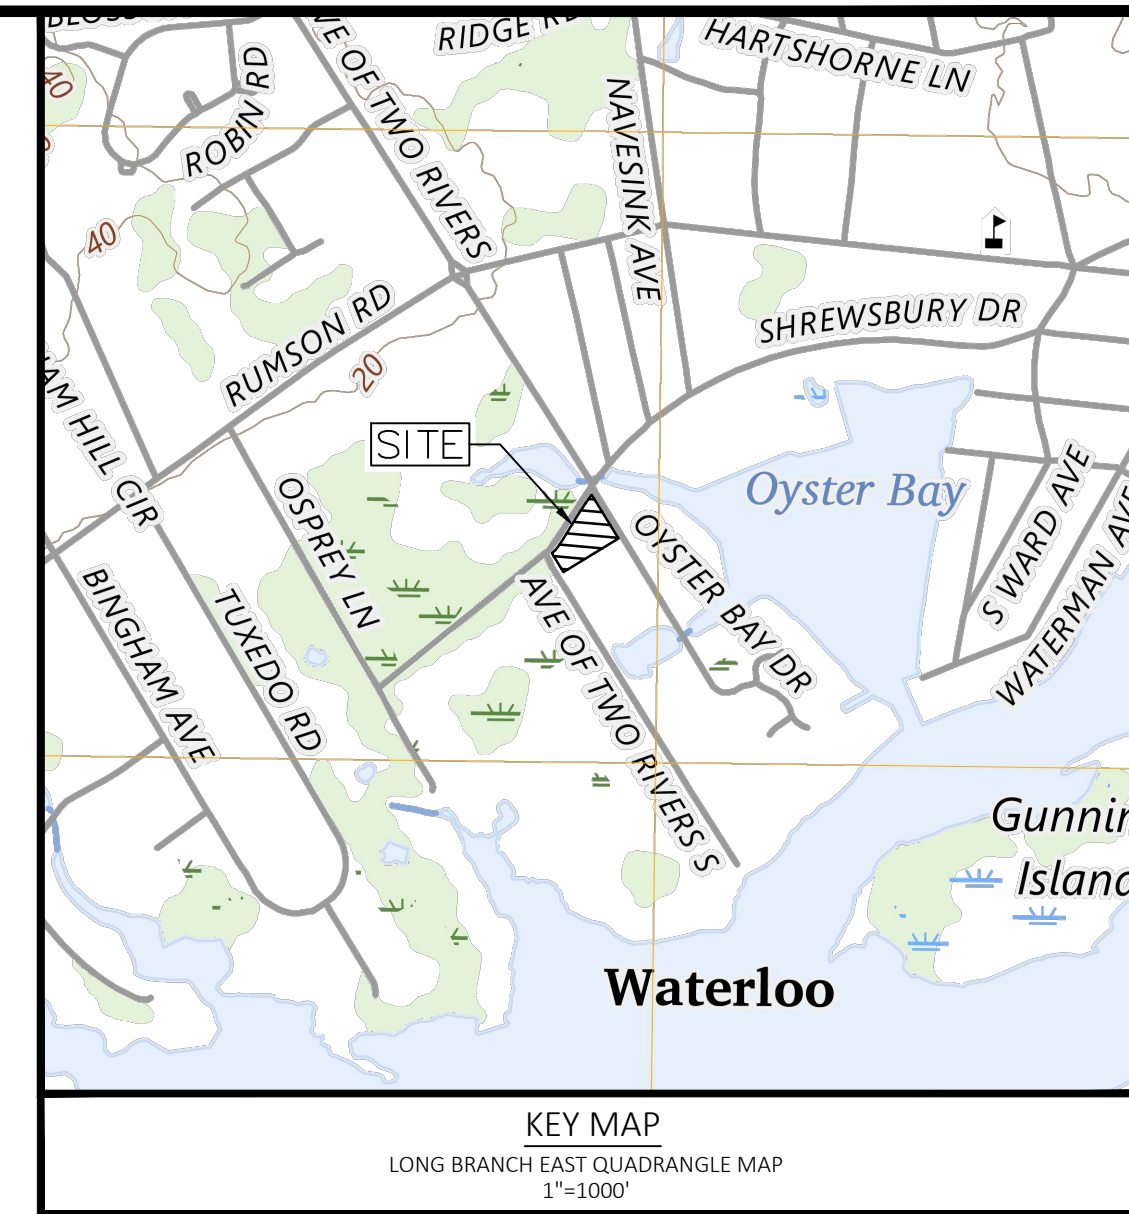 RIDGE RD
HARTSHORNE LN
ROBIN RD
AVE OF TWO RIVERS
NAVESINK AVE
40
40
SHREWSBURY DR
RUMSON RD
20
SITE
HILL CIR
Oyster Bay
OSPREY LN
OYSTER BAY DR
S WARD AVE
WATERMAN AVE
BINGHAM AVE
TUXEDO RD
AVE OF TWO RIVERS S
Island
Waterloo
KEY MAP
LONG BRANCH EAST QUADRANGLE MAP
1"=1000'